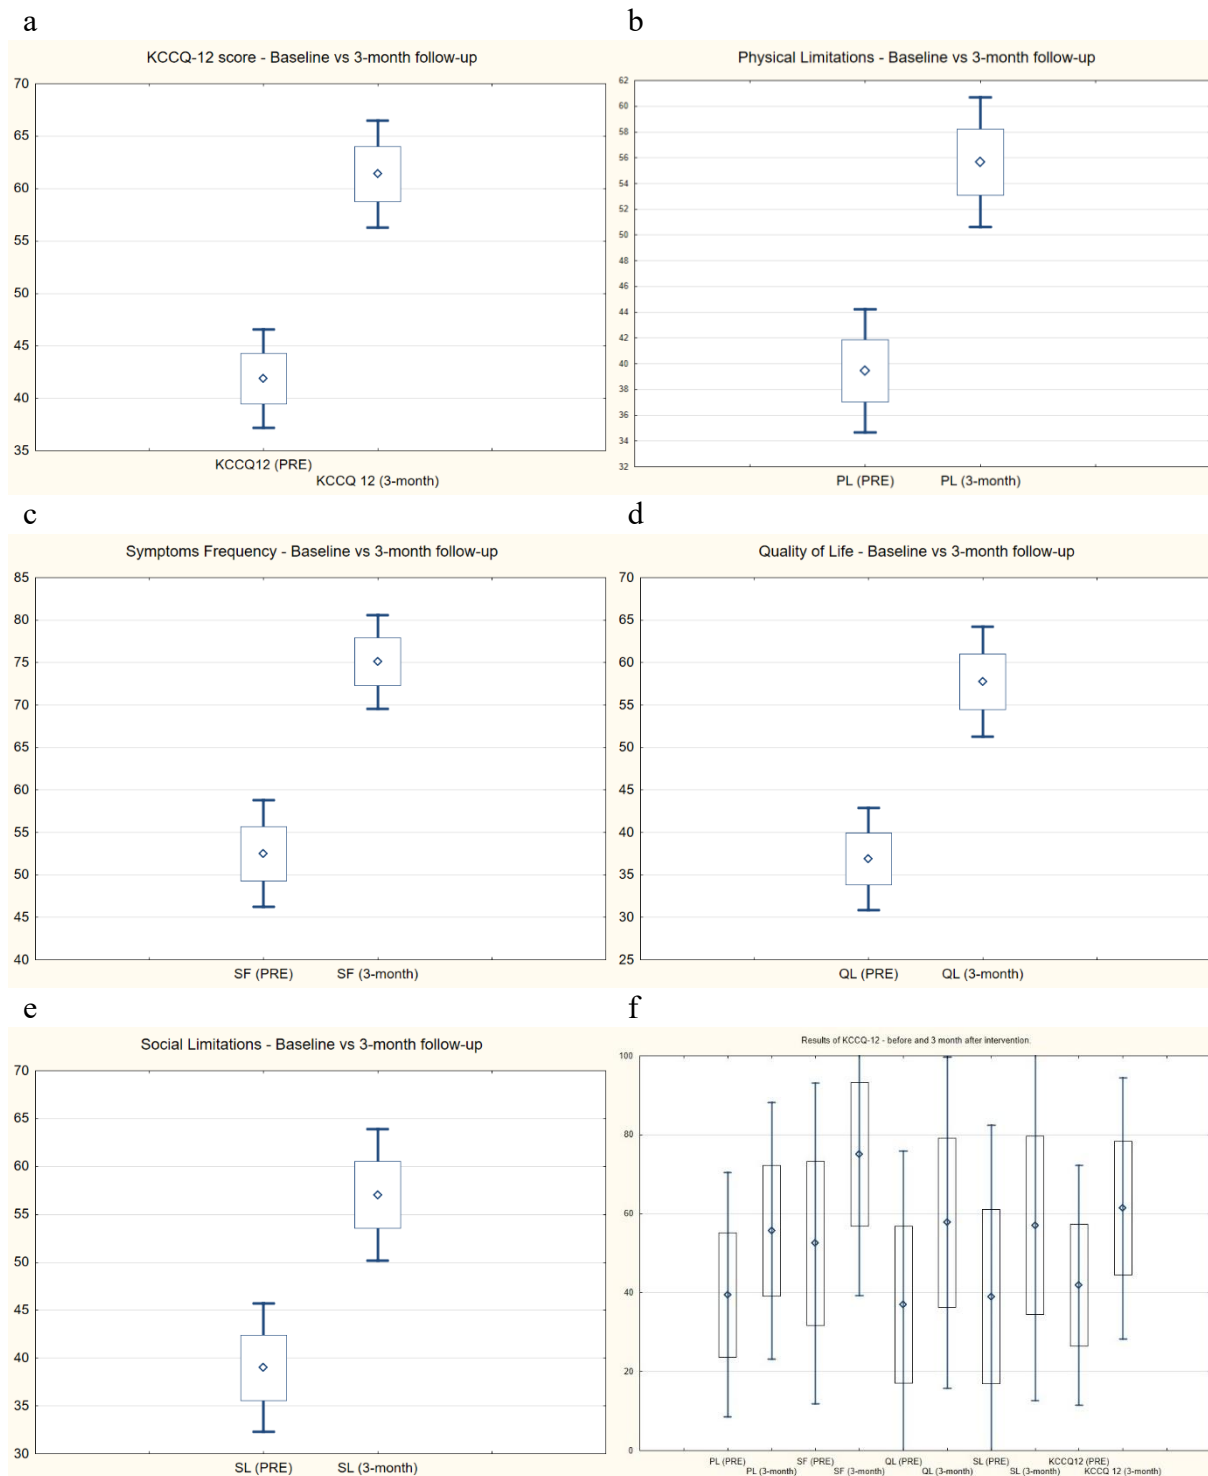 a
KCCQ-12 score - Baseline vs 3-month follow-up
70
65
60
55
50
45
40
35
KCCQ12 (PRE)
KCCQ 12 (3-month)
b
Physical Limitations - Baseline vs 3-month follow-up
62
60
58
56
54
52
50
48
46
44
42
40
38
36
34
32
PL (PRE) PL (3-month)
c
Symptoms Frequency - Baseline vs 3-month follow-up
85
80
75
70
65
60
55
50
45
40
SF (PRE) SF (3-month)
d
Quality of Life - Baseline vs 3-month follow-up
70
65
60
55
50
45
40
35
30
25
QL (PRE) QL (3-month)
e
Social Limitations - Baseline vs 3-month follow-up
70
65
60
55
50
45
40
35
30
SL (PRE) SL (3-month)
f
Results of KCCQ-12 - before and 3 month after intervention.
100
80
60
40
20
0
PL (PRE) SF (PRE) QL (PRE) SL (PRE) KCCQ12 (PRE)
PL (3-month) SF (3-month) QL (3-month) SL (3-month) KCCQ 12 (3-month)